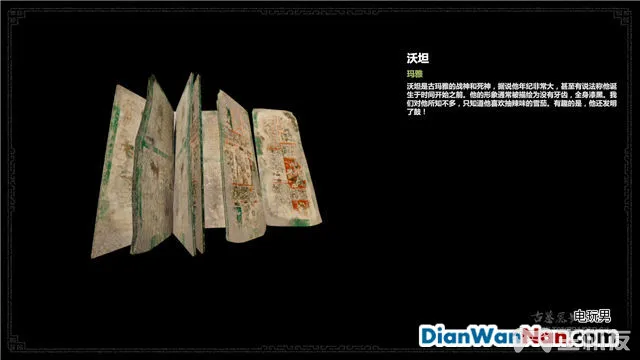 沃坦
玛雅
沃坦是古玛雅的战神和死神，据说他年纪非常大，甚至有说法称他诞
生于时间开始之前。他的形象通常被描绘为没有牙齿，全身漆黑。我
们对他所知不多，只知道他喜欢抽辣味的雪茄。有趣的是，他还发明
了鼓！
电玩男
DianWanNan.com